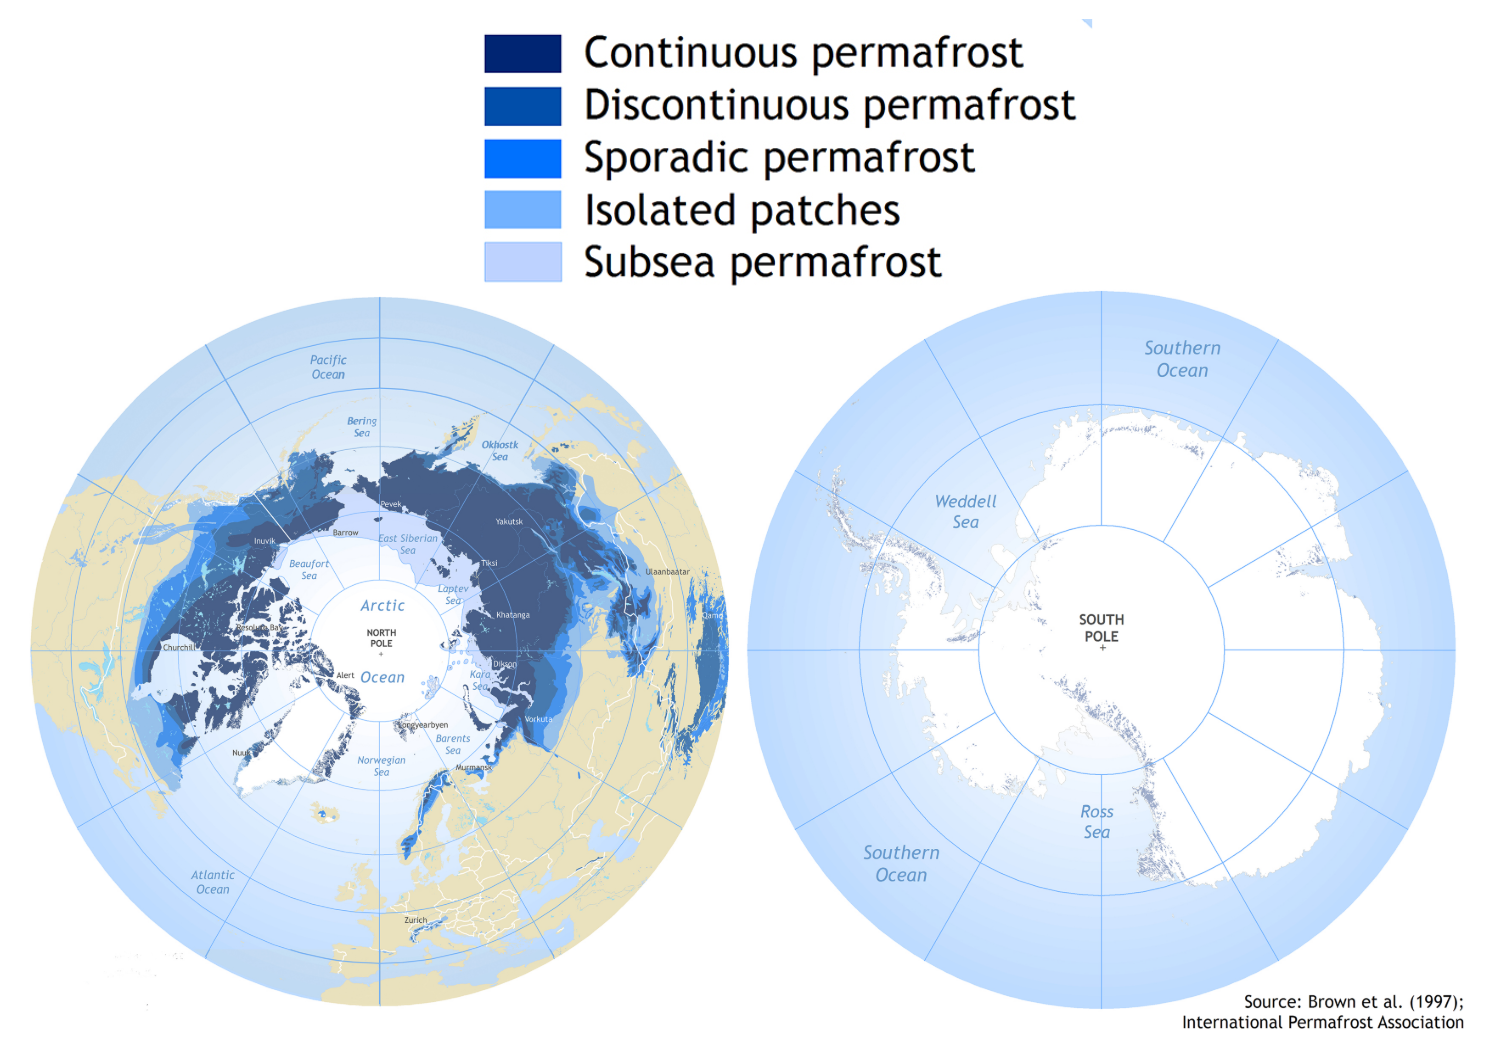 Continuous permafrost
Discontinuous permafrost
Sporadic permafrost
Isolated patches
Subsea permafrost
Pacific
Ocean
Bering
Sea
Okhostk
Sea
Pevek
Yakutsk
Barrow
East Siberian
Sea
Inuvik
Beaufort
Sea
Tiksi
Ulaanbaatar
Laptev
Sea
Arctic
Khatanga
NORTH
POLE
+
Churchill
Dikson
Kara
Sea
Alert
Ocean
Vorkuta
Longyearbyen
Barents
Sea
Nuuk
Norwegian
Sea
Murmansk
Atlantic
Ocean
Zurich
Southern
Ocean
Weddell
Sea
SOUTH
POLE
+
Ross
Sea
Southern
Ocean
Source: Brown et al. (1997);
International Permafrost Association